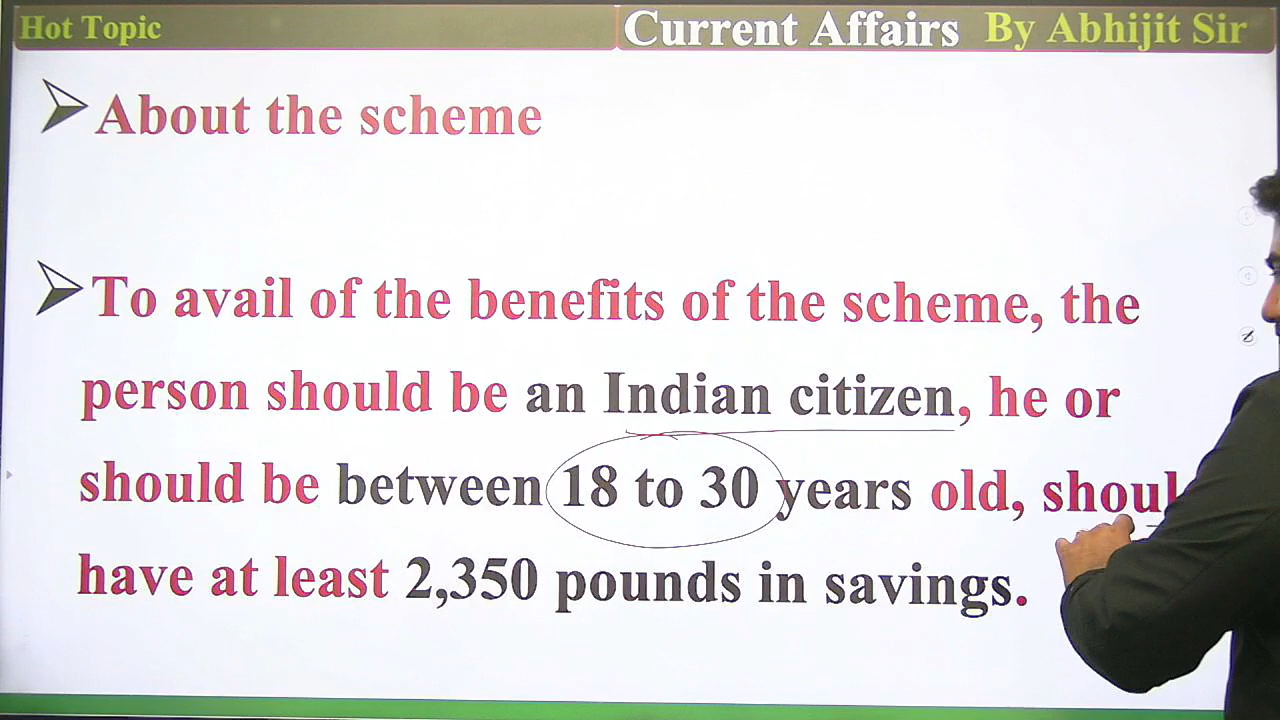 Hot Topic
Current Affairs By Abhijit Sir
About the scheme
To avail of the benefits of the scheme, the
person should be an Indian citizen, he or
should be between 18 to 30 years old,
have at least 2,350 pounds in savings.